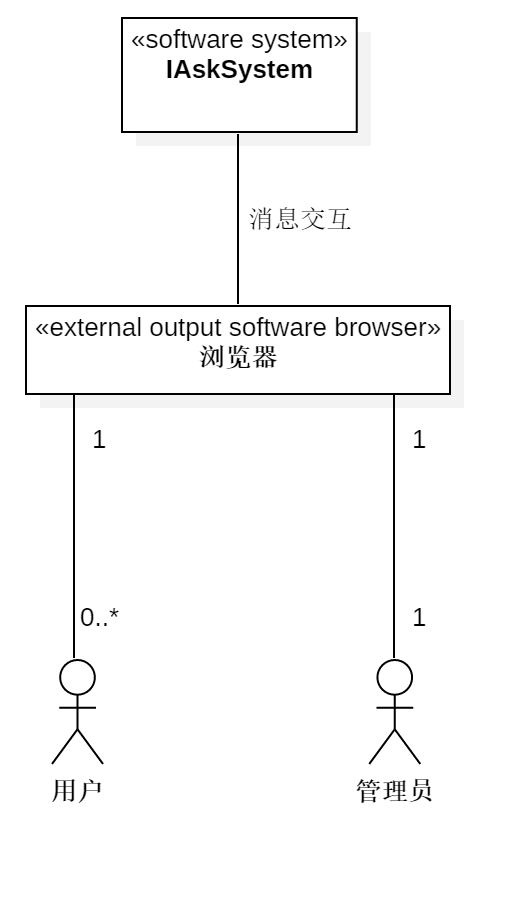 «software system»
IAskSystem
消息交互
«external output software browser»
浏览器
1
1
0..*
1
用户
管理员